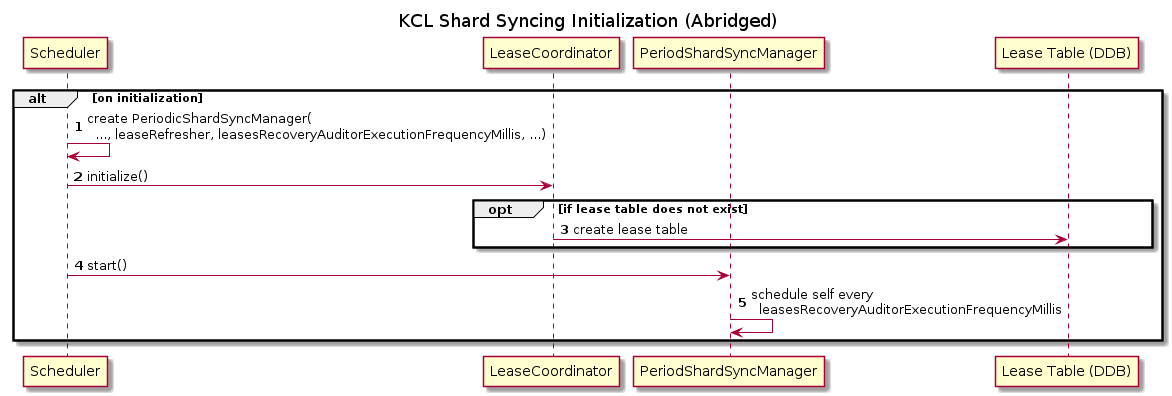 KCL Shard Syncing Initialization (Abridged)
Scheduler
LeaseCoordinator
PeriodShardSyncManager
Lease Table (DDB)
alt
[on initialization]
1 create PeriodicShardSyncManager(
..., leaseRefresher, leasesRecoveryAuditorExecutionFrequencyMillis, ...)
2 initialize()
opt
[if lease table does not exist]
3 create lease table
4 start()
5 schedule self every
leasesRecoveryAuditorExecutionFrequencyMillis
Scheduler
LeaseCoordinator
PeriodShardSyncManager
Lease Table (DDB)